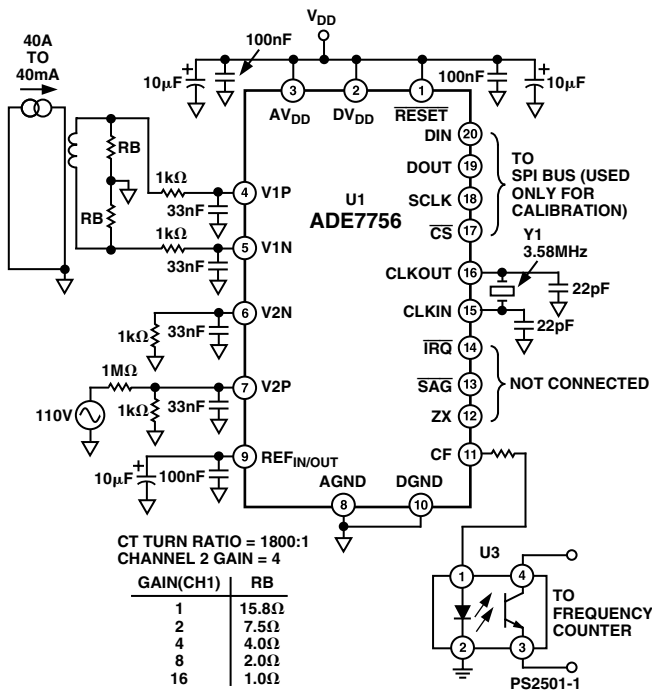 V_DD
40A
TO
40mA
100nF
10µF
100nF
10µF
3
2
1
AV_DD
DV_DD
RESET
DIN
20
DOUT
19
SCLK
18
CS
17
TO
SPI BUS (USED
ONLY FOR
CALIBRATION)
U1
ADE7756
RB
RB
1kΩ
4
V1P
33nF
1kΩ
5
V1N
33nF
Y1
3.58MHz
CLKOUT
16
22pF
CLKIN
15
22pF
6
V2N
1kΩ
33nF
IRQ
14
SAG
13
ZX
12
NOT CONNECTED
1MΩ
7
V2P
110V
1kΩ
33nF
CF
11
9
REF_IN/OUT
10µF
100nF
AGND
DGND
8
10
CT TURN RATIO = 1800:1
CHANNEL 2 GAIN = 4
GAIN(CH1) RB
1 15.8Ω
2 7.5Ω
4 4.0Ω
8 2.0Ω
16 1.0Ω
U3
1
4
2
3
TO
FREQUENCY
COUNTER
PS2501-1